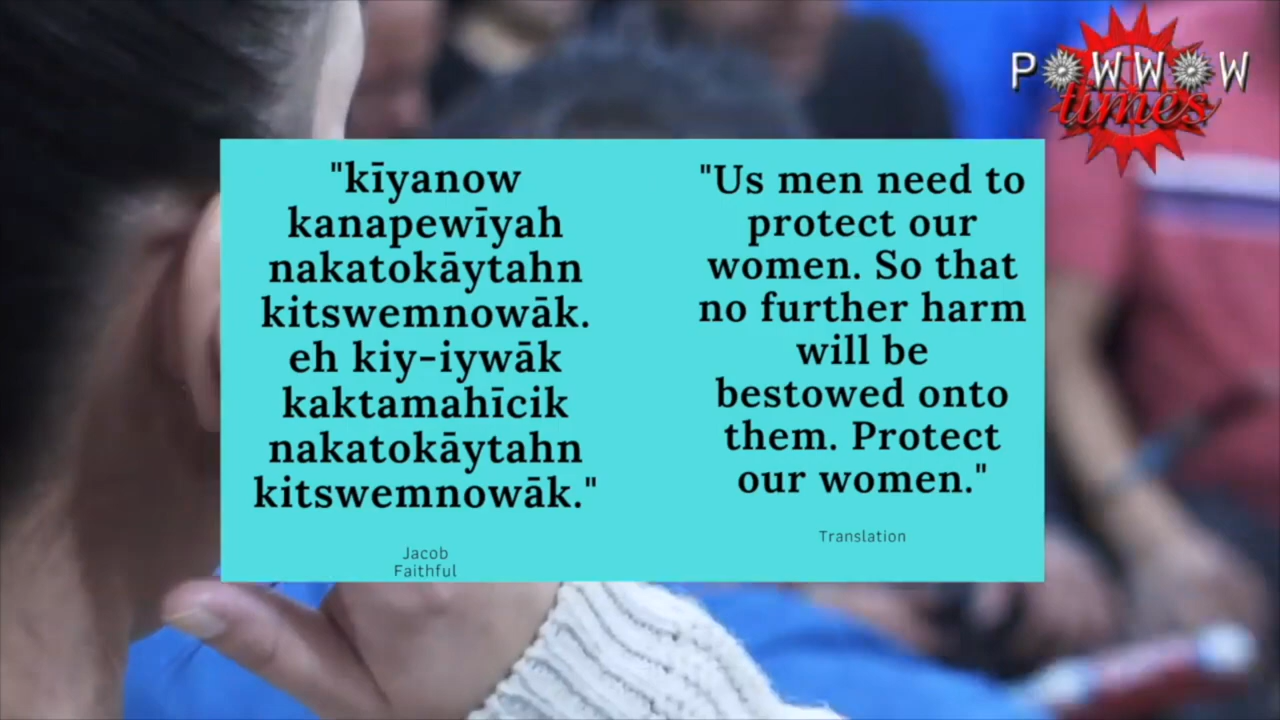 POWWOW
times
"kīyanow
kanapewīyah
nakatokāytahn
kitswemnowāk.
eh kiy-iywāk
kaktamahīcik
nakatokāytahn
kitswemnowāk."
Jacob
Faithful
"Us men need to
protect our
women. So that
no further harm
will be
bestowed onto
them. Protect
our women."
Translation